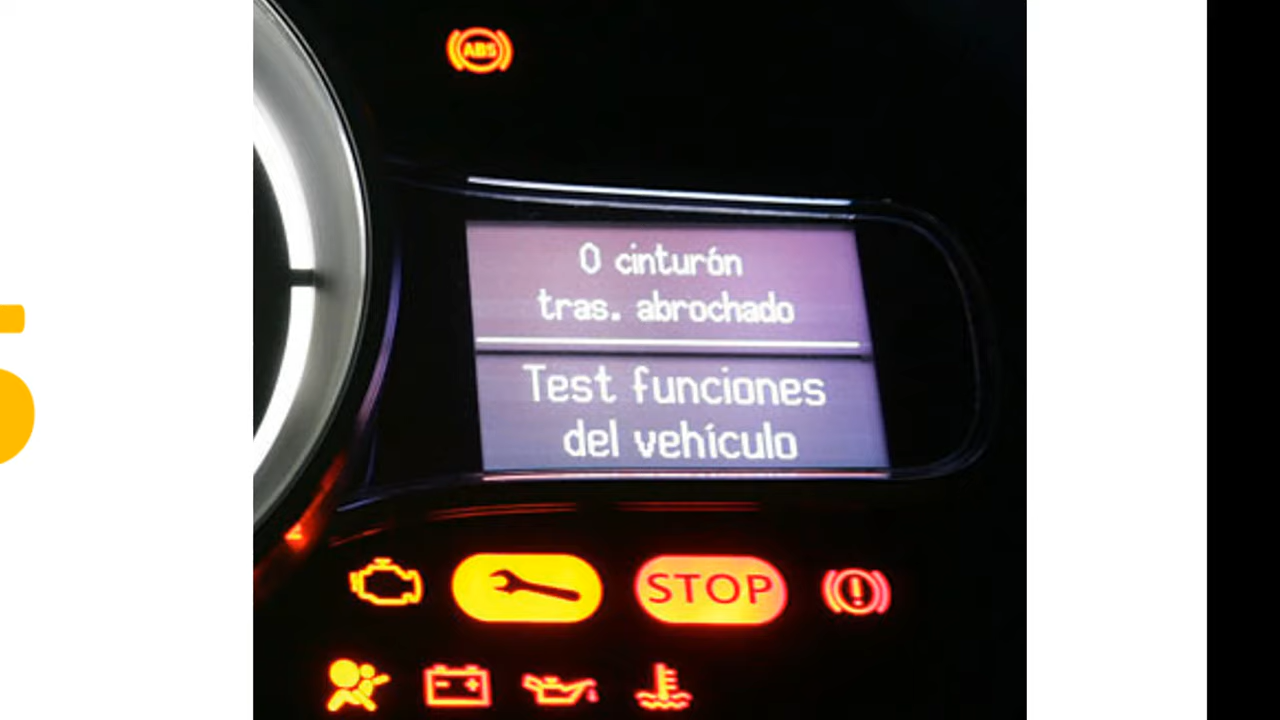 ABS
0 cinturón
tras. abrochado
Test funciones
del vehículo
STOP